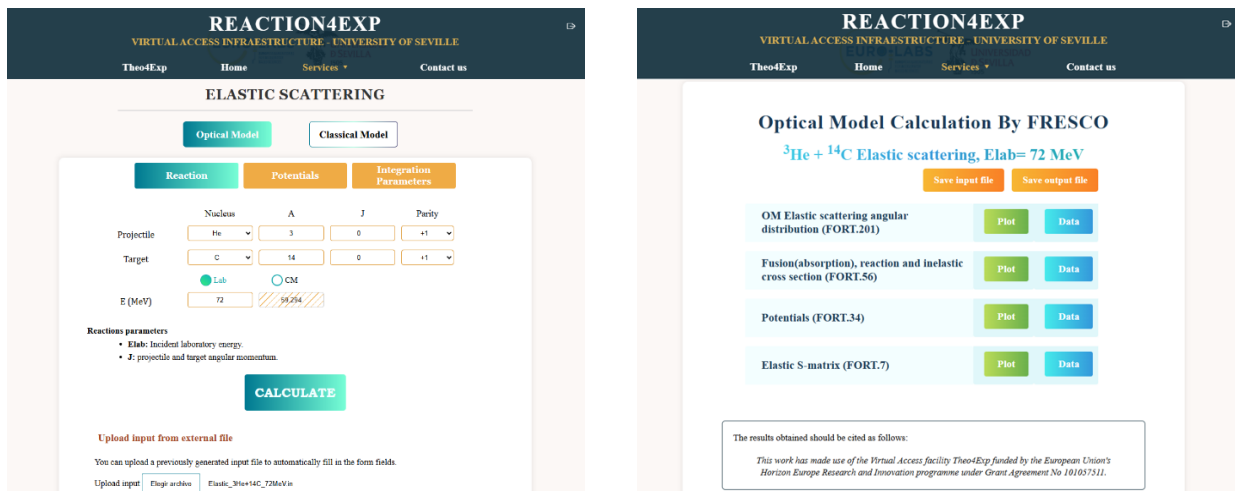 REACTION4EXP
VIRTUAL ACCESS INFRAESTRUCTURE - UNIVERSITY OF SEVILLE
Theo4Exp Home Services ▾ Contact us
ELASTIC SCATTERING
Optical Model Classical Model
Reaction Potentials Integration Parameters
Nucleus A J Parity
Projectile He 3 0 +1
Target C 14 0 +1
Lab CM
E (MeV) 72 59.294
Reactions parameters
• Elab: Incident laboratory energy.
• J: projectile and target angular momentum.
CALCULATE
Upload input from external file
You can upload a previously generated input file to automatically fill in the form fields.
Upload input Elegir archivo Elastic_3He+14C_72MeV.in
REACTION4EXP
VIRTUAL ACCESS INFRAESTRUCTURE - UNIVERSITY OF SEVILLE
EURO-LABS
Theo4Exp Home Services ▾ Contact us
Optical Model Calculation By FRESCO
³He + ¹⁴C Elastic scattering, Elab= 72 MeV
Save input file Save output file
OM Elastic scattering angular
distribution (FORT.201) Plot Data
Fusion(absorption), reaction and inelastic
cross section (FORT.56) Plot Data
Potentials (FORT.34) Plot Data
Elastic S-matrix (FORT.7) Plot Data
The results obtained should be cited as follows:
This work has made use of the Virtual Access facility Theo4Exp funded by the European Union's
Horizon Europe Research and Innovation programme under Grant Agreement No 101057511.